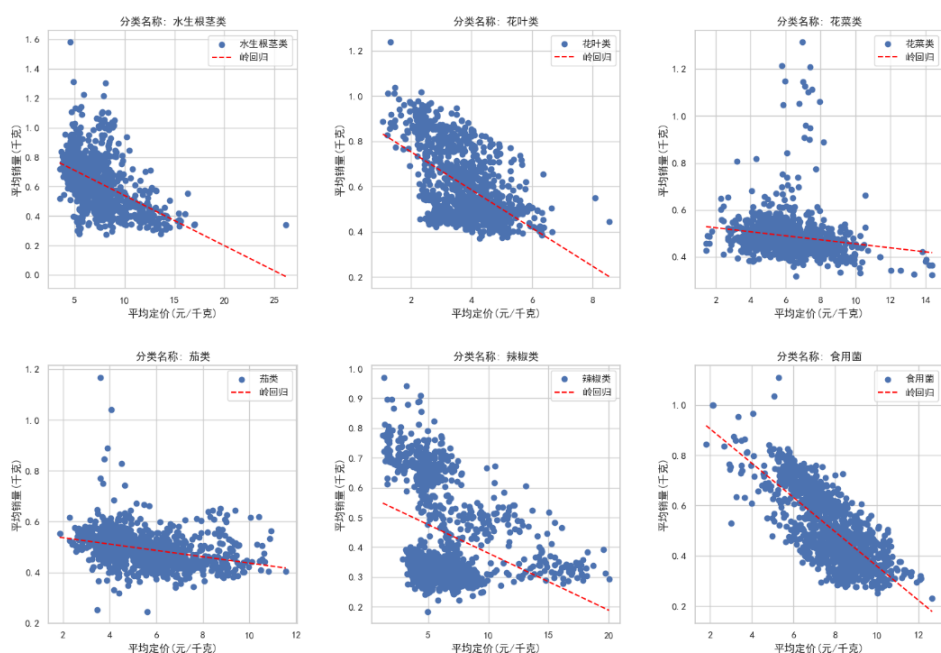 分类名称: 水生根茎类
水生根茎类
岭回归
平均销量(千克)
1.6
1.4
1.2
1.0
0.8
0.6
0.4
0.2
0.0
5 10 15 20 25
平均定价(元/千克)
分类名称: 花叶类
花叶类
岭回归
平均销量(千克)
1.2
1.0
0.8
0.6
0.4
0.2
2 4 6 8
平均定价(元/千克)
分类名称: 花菜类
花菜类
岭回归
平均销量(千克)
1.2
1.0
0.8
0.6
0.4
2 4 6 8 10 12 14
平均定价(元/千克)
分类名称: 茄类
茄类
岭回归
平均销量(千克)
1.2
1.0
0.8
0.6
0.4
0.2
2 4 6 8 10 12
平均定价(元/千克)
分类名称: 辣椒类
辣椒类
岭回归
平均销量(千克)
1.0
0.9
0.8
0.7
0.6
0.5
0.4
0.3
0.2
5 10 15 20
平均定价(元/千克)
分类名称: 食用菌
食用菌
岭回归
平均销量(千克)
1.0
0.8
0.6
0.4
0.2
2 4 6 8 10 12
平均定价(元/千克)